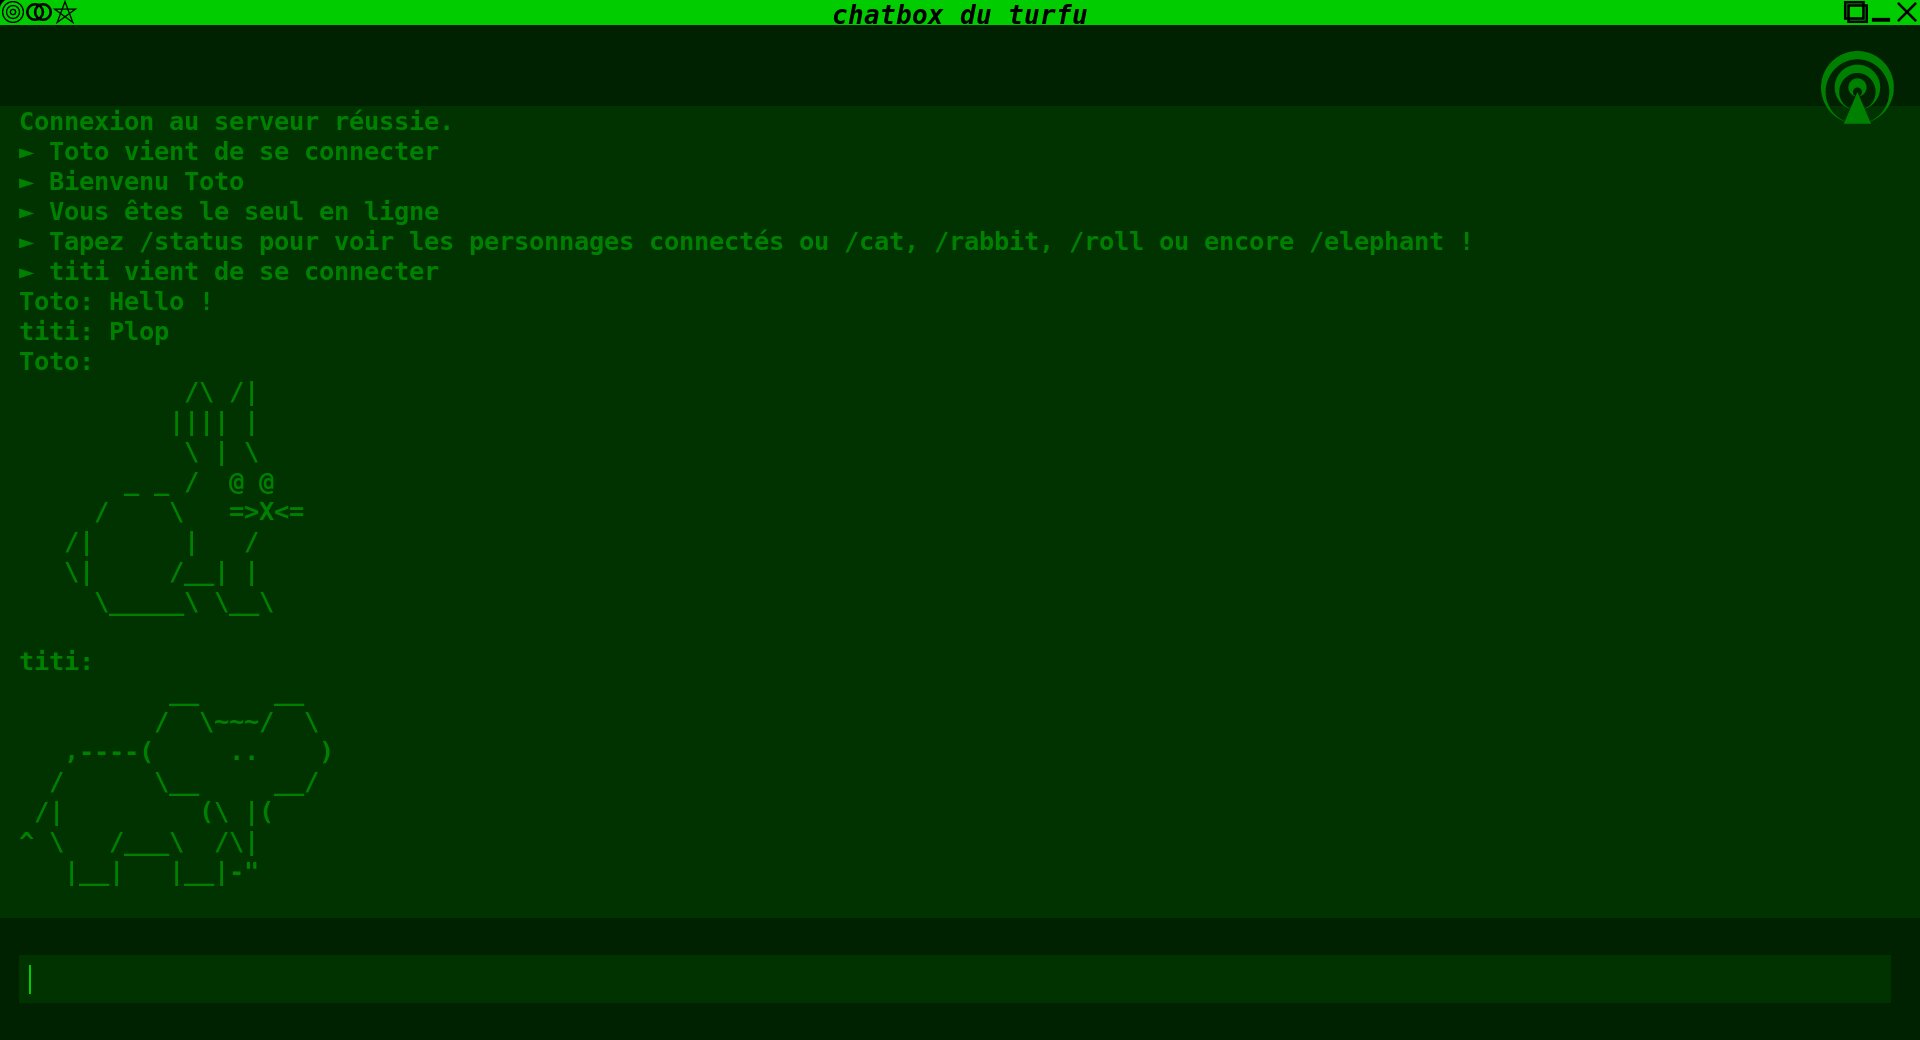 chatbox du turfu
Connexion au serveur réussie.
► Toto vient de se connecter
► Bienvenu Toto
► Vous êtes le seul en ligne
► Tapez /status pour voir les personnages connectés ou /cat, /rabbit, /roll ou encore /elephant !
► titi vient de se connecter
Toto: Hello !
titi: Plop
Toto:
           /\ /|
          |||| |
           \ | \
       _ _ /  @ @
     /    \   =>X<=
   /|      |   /
   \|     /__| |
     \_____\ \__\
titi:
          __     __
         /  \~~~/  \
   ,----(     ..    )
  /      \__     __/
 /|         (\ |(
^ \   /___\  /\|
   |__|   |__|-"